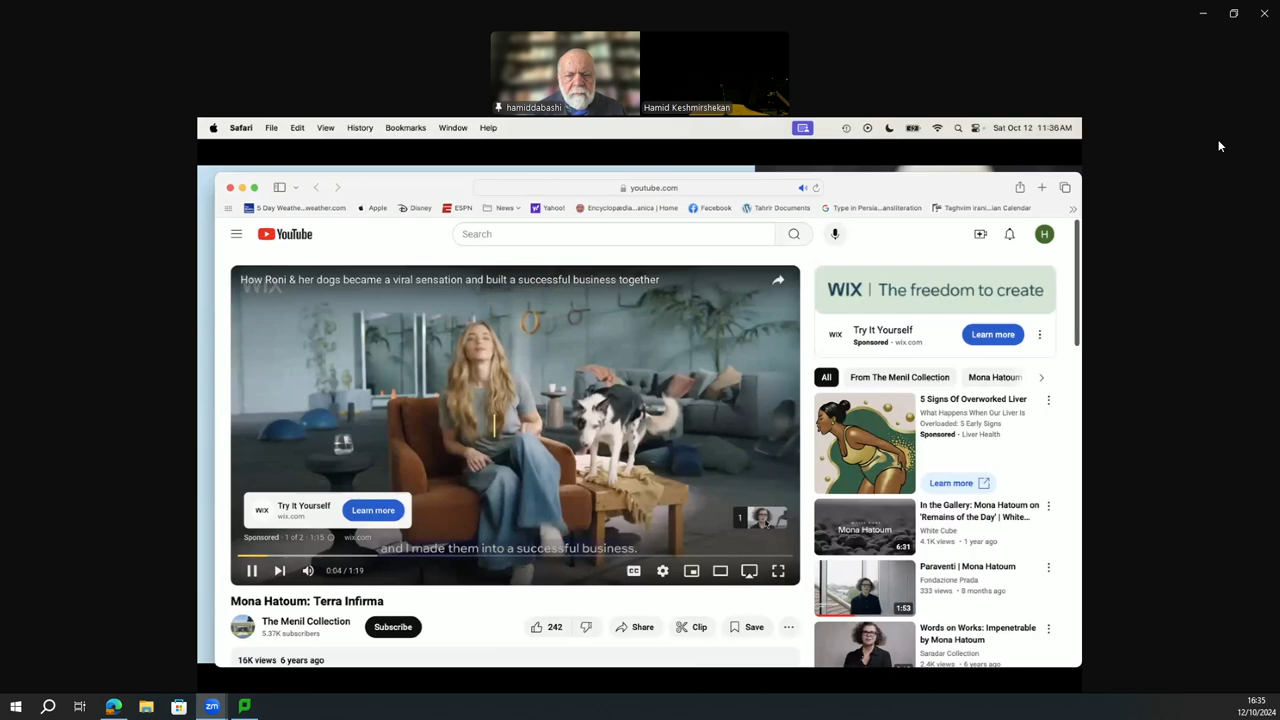 hamiddabashi
Hamid Keshmirshekan
Safari File Edit View History Bookmarks Window Help
Sat Oct 12 11:36 AM
youtube.com
5 Day Weathe...weather.com Apple Disney ESPN News Yahoo! Encyclopædia...anica | Home Facebook Tahrir Documents Type in Persia...ansliteration Taghvim irani...ian Calendar
YouTube
Search
H
How Roni & her dogs became a viral sensation and built a successful business together
WIX
WIX | The freedom to create
WIX
Try It Yourself
Sponsored · wix.com
Learn more
All
From The Menil Collection
Mona Hatoum
5 Signs Of Overworked Liver
What Happens When Our Liver Is
Overloaded: 5 Early Signs
Sponsored · Liver Health
Learn more
WIX
Try It Yourself
wix.com
Learn more
1
Sponsored · 1 of 2 · 1:15
wix.com
and I made them into a successful business.
0:04 / 1:19
CC
Mona Hatoum
6:31
In the Gallery: Mona Hatoum on
'Remains of the Day' | White...
White Cube
4.1K views · 1 year ago
1:53
Paraventi | Mona Hatoum
Fondazione Prada
333 views · 8 months ago
Words on Works: Impenetrable
by Mona Hatoum
Saradar Collection
2.4K views · 6 years ago
Mona Hatoum: Terra Infirma
The Menil Collection
5.37K subscribers
Subscribe
242
Share
Clip
Save
16K views 6 years ago
zm
16:35
12/10/2024